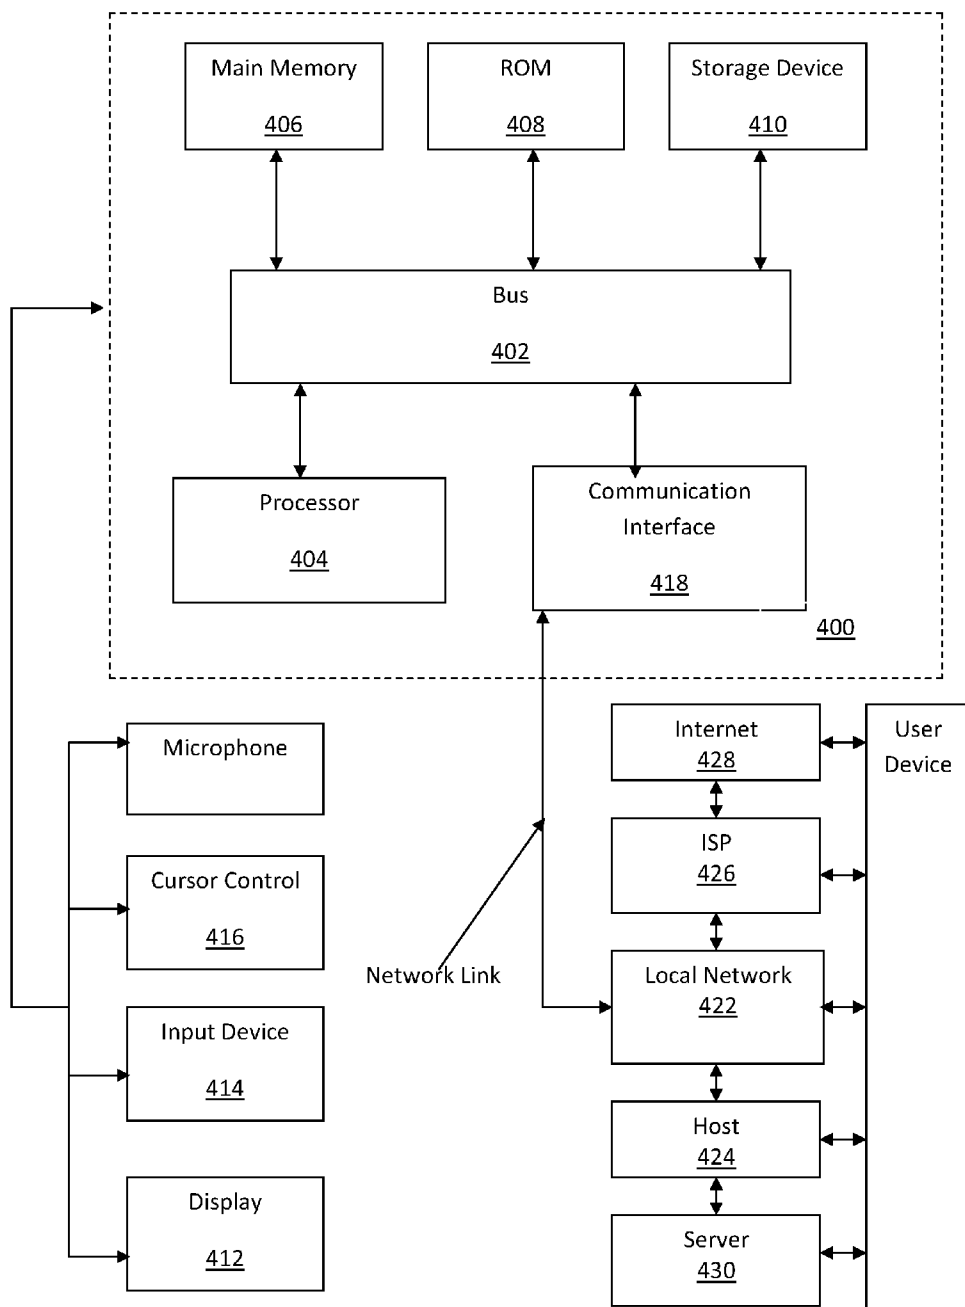 Main Memory
406
ROM
408
Storage Device
410
Bus
402
Processor
404
Communication
Interface
418
400
Microphone
Cursor Control
416
Input Device
414
Display
412
Network Link
Internet
428
ISP
426
Local Network
422
Host
424
Server
430
User
Device